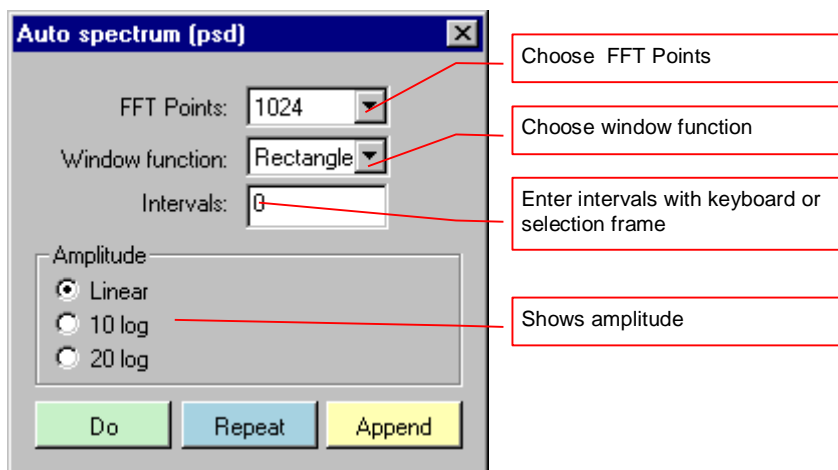 Auto spectrum (psd)
Choose FFT Points
FFT Points: 1024
Choose window function
Window function: Rectangle
Enter intervals with keyboard or
selection frame
Intervals: 0
Amplitude
Linear
10 log
Shows amplitude
20 log
Do Repeat Append